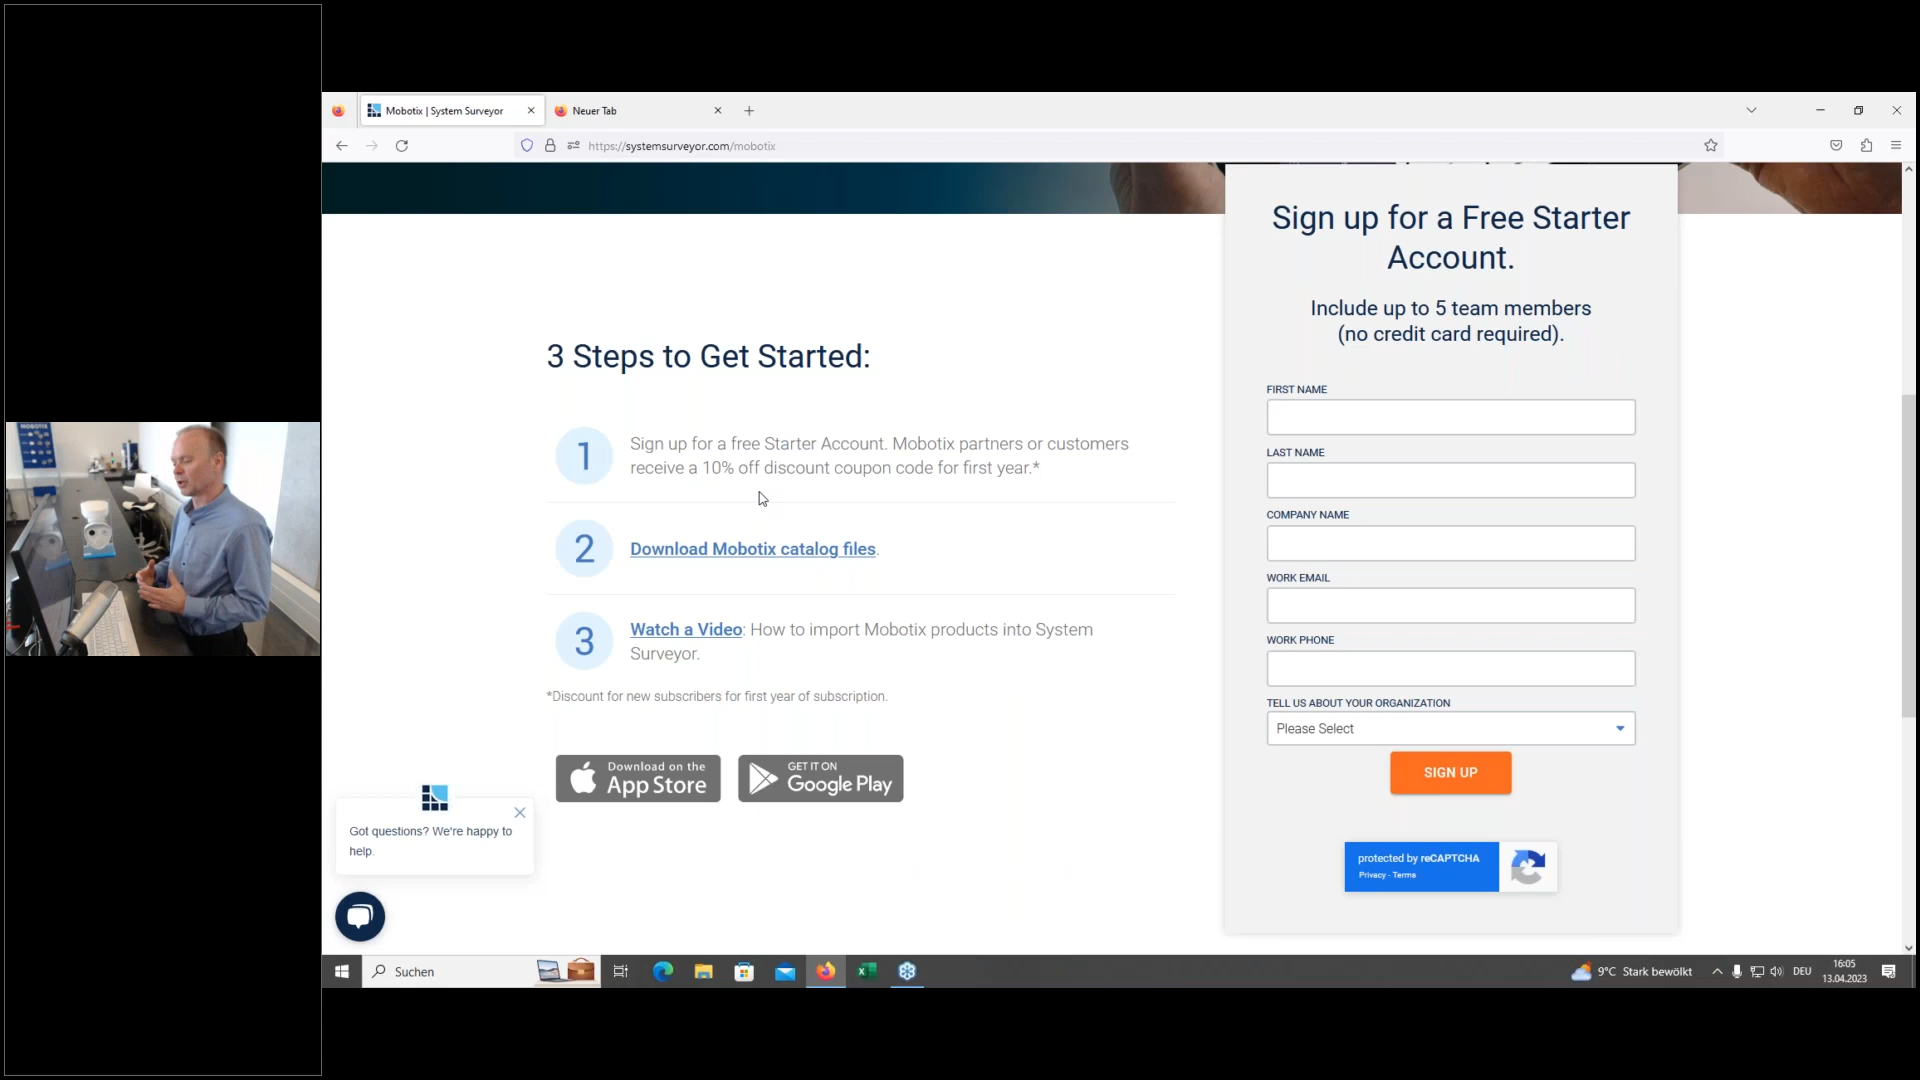 MOBOTIX
Mobotix | System Surveyor
Neuer Tab
https://systemsurveyor.com/mobotix
Sign up for a Free Starter
Account.
Include up to 5 team members
(no credit card required).
3 Steps to Get Started:
1
Sign up for a free Starter Account. Mobotix partners or customers
receive a 10% off discount coupon code for first year.*
2
Download Mobotix catalog files.
3
Watch a Video: How to import Mobotix products into System
Surveyor.
*Discount for new subscribers for first year of subscription.
Download on the
App Store
GET IT ON
Google Play
Got questions? We're happy to
help.
FIRST NAME
LAST NAME
COMPANY NAME
WORK EMAIL
WORK PHONE
TELL US ABOUT YOUR ORGANIZATION
Please Select
SIGN UP
protected by reCAPTCHA
Privacy - Terms
Suchen
9°C Stark bewölkt
DEU
16:05
13.04.2023